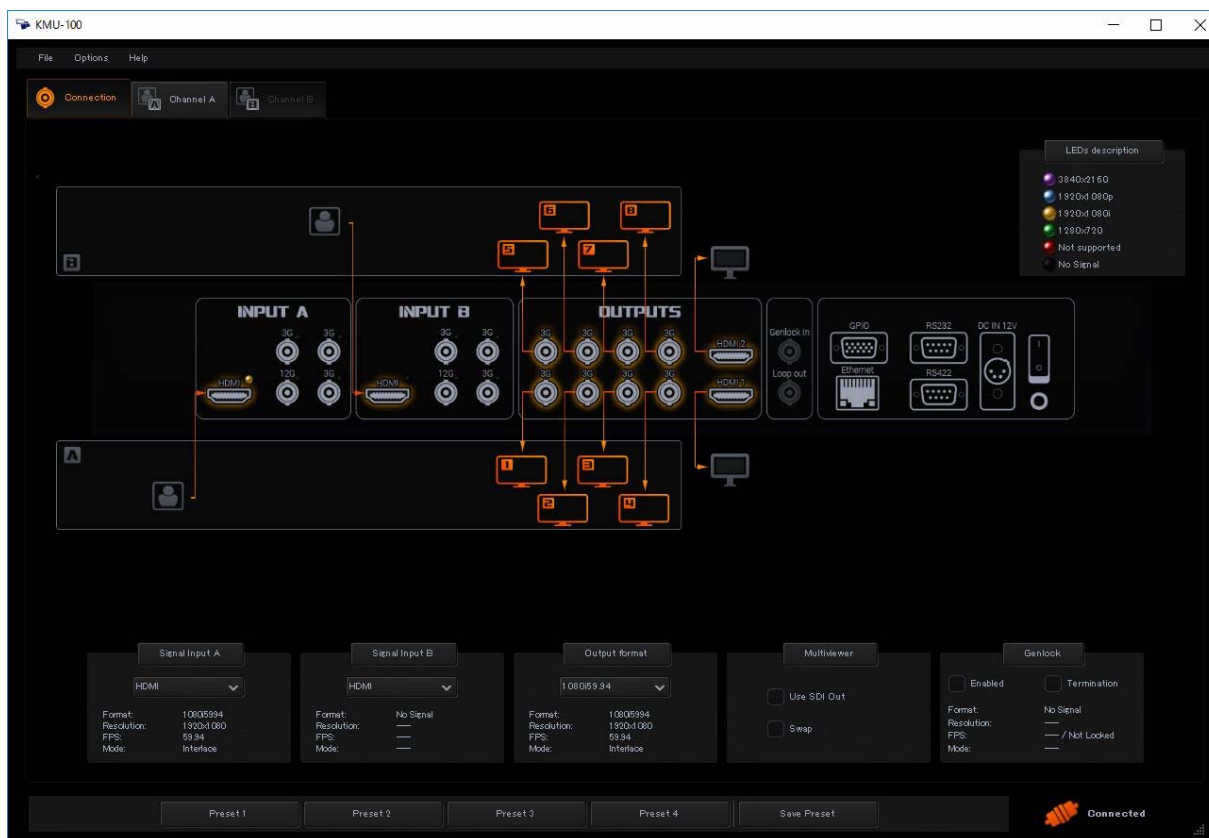 KMU-100
File Options Help
Connection Channel A Channel B
LEDs description
3840x2160
1920x1080p
1920x1080i
1280x720
Not supported
No Signal
6 8
5 7
B
INPUT A INPUT B OUTPUTS
3G 3G 3G 3G 3G 3G 3G 3G HDMI 2 Genlock In GPIO RS232 DC IN 12V
HDMI 12G 3G HDMI 12G 3G 3G 3G 3G 3G HDMI 1 Loop out Ethernet RS422
A
1 3
2 4
Signal Input A Signal Input B Output format Multiviewer Genlock
HDMI HDMI 1080i59.94 Use SDI Out Enabled Termination
Format: 1080i5994 Format: No Signal Format: 1080i5994 Swap Format: No Signal
Resolution: 1920x1080 Resolution: — Resolution: 1920x1080 Resolution: —
FPS: 59.94 FPS: — FPS: 59.94 FPS: — / Not Locked
Mode: Interlace Mode: — Mode: Interlace Mode: —
Preset 1 Preset 2 Preset 3 Preset 4 Save Preset Connected